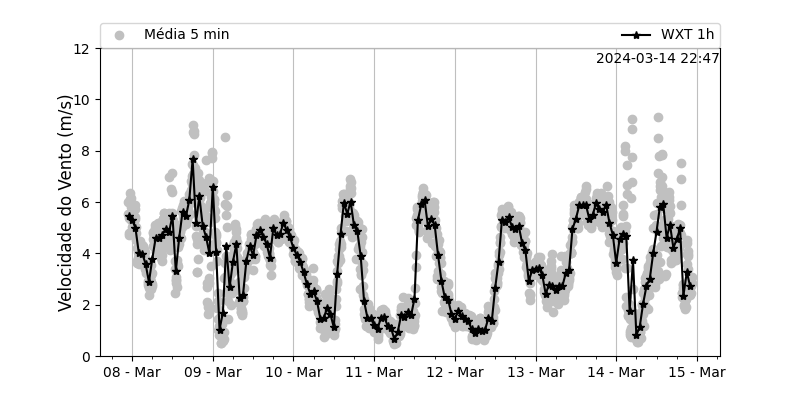 Média 5 min
WXT 1h
2024-03-14 22:47
Velocidade do Vento (m/s)
12
10
8
6
4
2
0
08 - Mar 09 - Mar 10 - Mar 11 - Mar 12 - Mar 13 - Mar 14 - Mar 15 - Mar